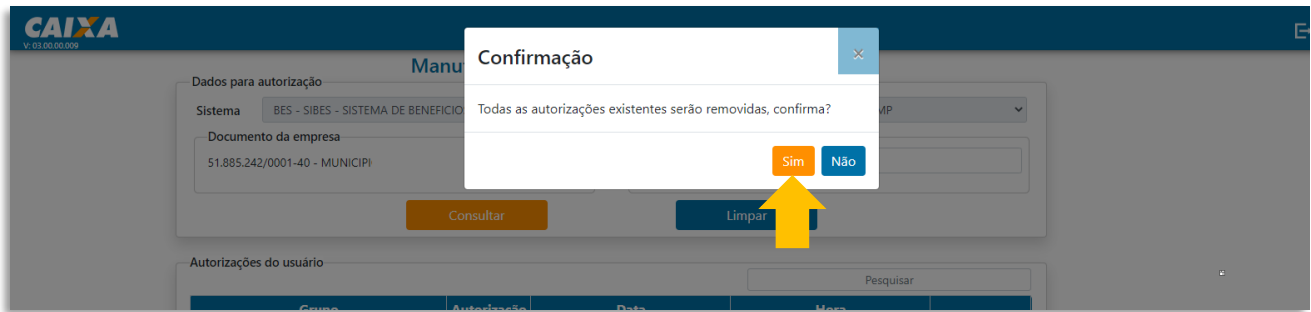 CAIXA
V: 03.00.00.009
Manu
Confirmação
×
Dados para autorização
Todas as autorizações existentes serão removidas, confirma?
Sistema
BES - SIBES - SISTEMA DE BENEFICIO
MP
Documento da empresa
51.885.242/0001-40 - MUNICIPI
Sim
Não
Consultar
Limpar
Autorizações do usuário
Pesquisar
Grupo
Autorização
Data
Hora